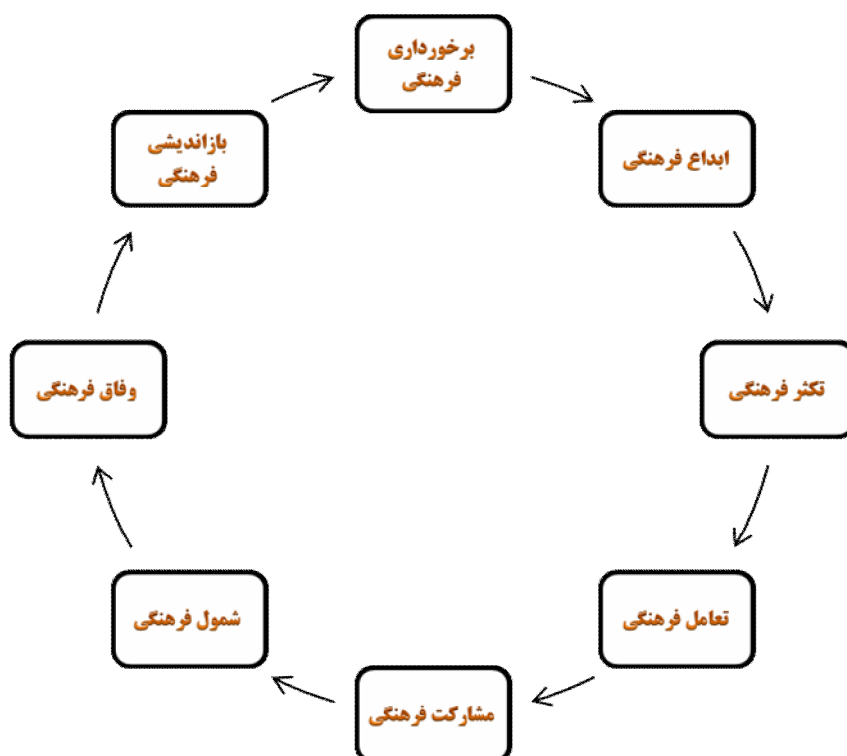 برخورداری
فرهنگی
ابداع فرهنگی
تکثر فرهنگی
تعامل فرهنگی
مشارکت فرهنگی
شمول فرهنگی
وفاق فرهنگی
بازاندیشی
فرهنگی